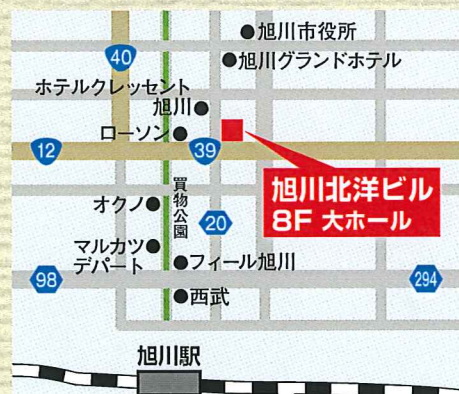 旭川市役所
40
旭川グランドホテル
ホテルクレッセント
旭川
ローソン
12
39
旭川北洋ビル
8F 大ホール
買物公園
オクノ
20
マルカツ
デパート
フィール旭川
98
294
西武
旭川駅